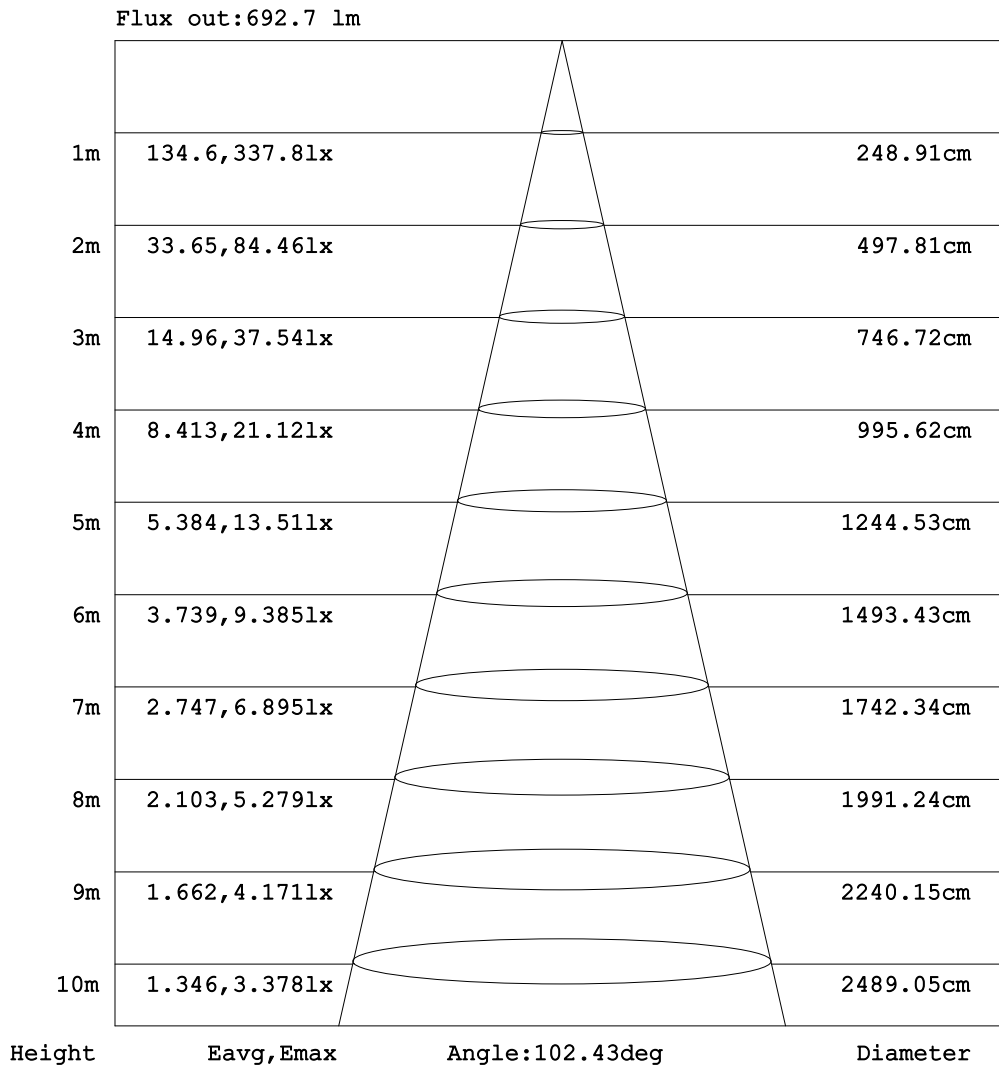 Flux out:692.7 lm
1m 134.6,337.8lx 248.91cm
2m 33.65,84.46lx 497.81cm
3m 14.96,37.54lx 746.72cm
4m 8.413,21.12lx 995.62cm
5m 5.384,13.51lx 1244.53cm
6m 3.739,9.385lx 1493.43cm
7m 2.747,6.895lx 1742.34cm
8m 2.103,5.279lx 1991.24cm
9m 1.662,4.171lx 2240.15cm
10m 1.346,3.378lx 2489.05cm
Height Eavg,Emax Angle:102.43deg Diameter